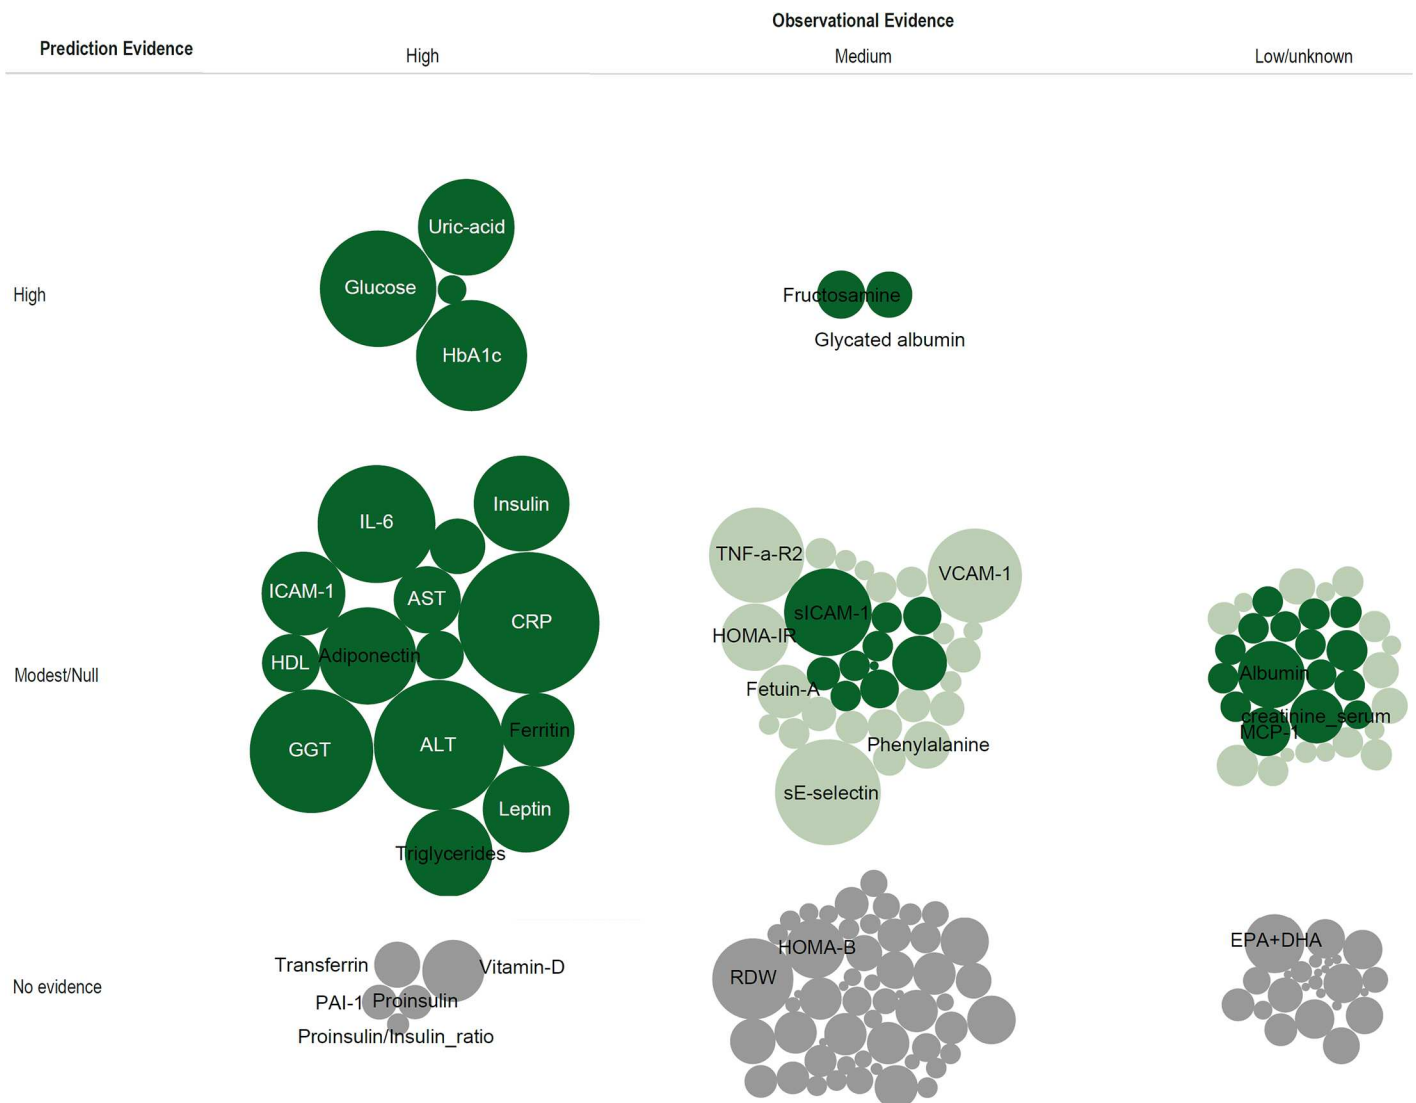 Observational Evidence
Prediction Evidence
High
Medium
Low/unknown
High
Uric-acid
Glucose
HbA1c
Fructosamine
Glycated albumin
Modest/Null
IL-6
Insulin
ICAM-1
AST
CRP
HDL
Adiponectin
GGT
ALT
Ferritin
Leptin
Triglycerides
TNF-a-R2
VCAM-1
sICAM-1
HOMA-IR
Fetuin-A
Phenylalanine
sE-selectin
Albumin
creatinine_serum
MCP-1
No evidence
Transferrin
Vitamin-D
PAI-1
Proinsulin
Proinsulin/Insulin_ratio
HOMA-B
RDW
EPA+DHA